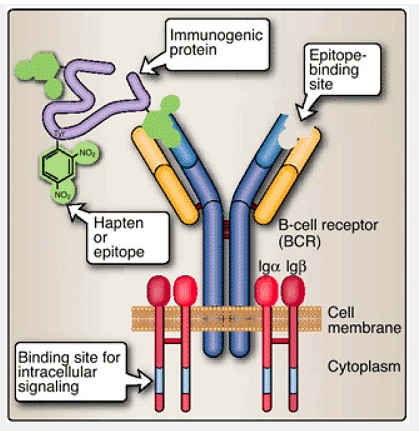 Immunogenic
protein
Epitope-
binding
site
Tyr
NO₂
NO₂
Hapten
or
epitope
B-cell receptor
(BCR)
Igα Igβ
Cell
membrane
Binding site for
intracellular
signaling
Cytoplasm